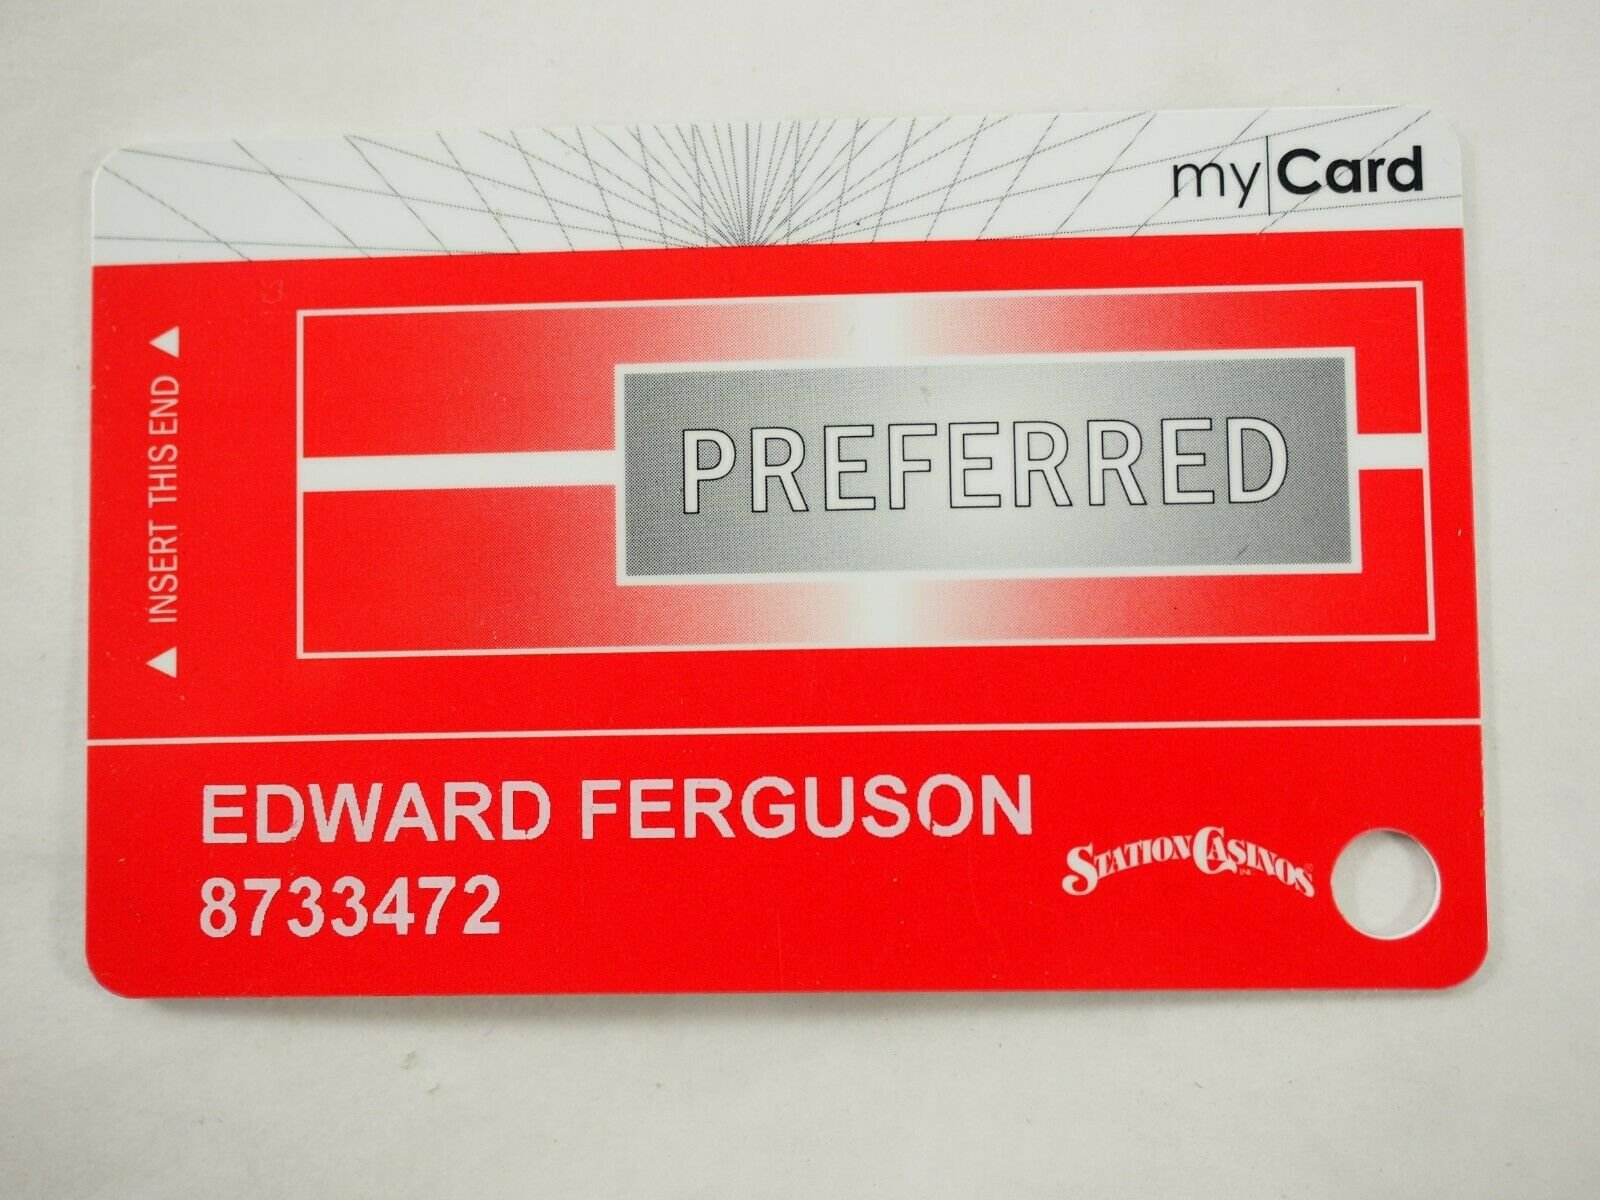 my|Card
INSERT THIS END
PREFERRED
EDWARD FERGUSON
8733472
STATION CASINOS